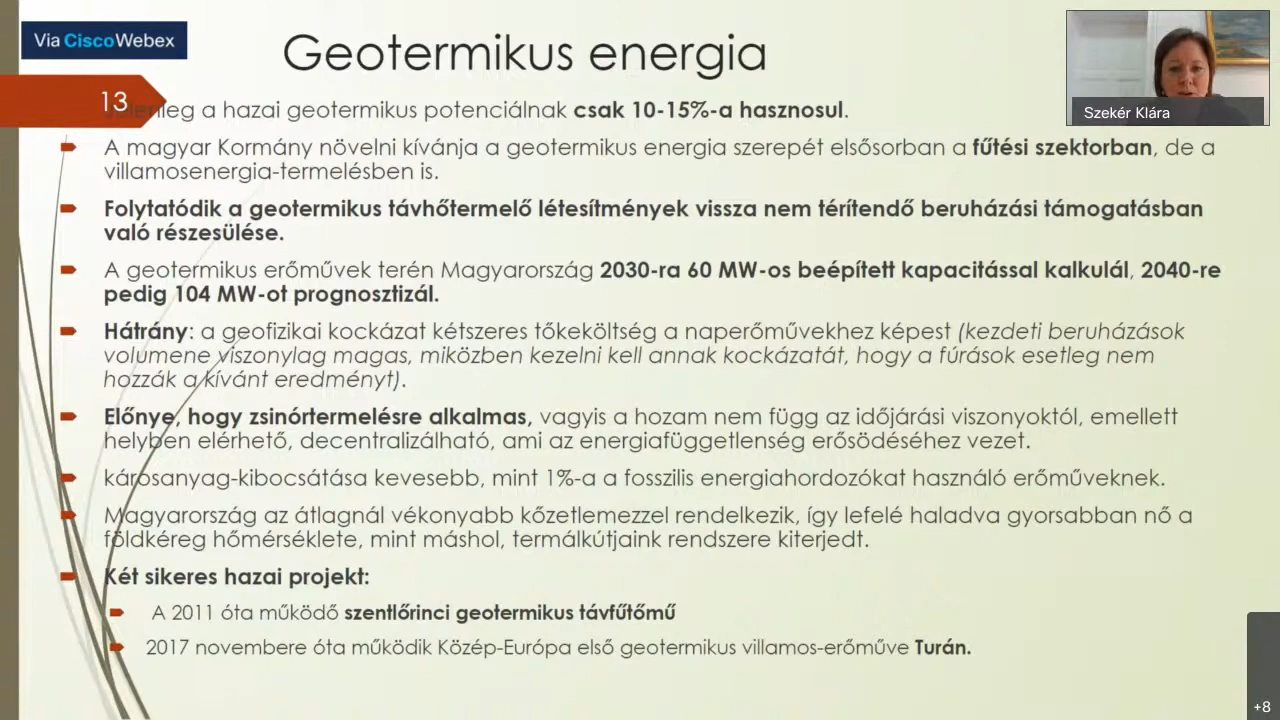 Via Cisco Webex
Geotermikus energia
13
Szekér Klára
Jelenleg a hazai geotermikus potenciálnak csak 10-15%-a hasznosul.
A magyar Kormány növelni kívánja a geotermikus energia szerepét elsősorban a fűtési szektorban, de a
villamosenergia-termelésben is.
Folytatódik a geotermikus távhőtermelő létesítmények vissza nem térítendő beruházási támogatásban
való részesülése.
A geotermikus erőművek terén Magyarország 2030-ra 60 MW-os beépített kapacitással kalkulál, 2040-re
pedig 104 MW-ot prognosztizál.
Hátrány: a geofizikai kockázat kétszeres tőkeköltség a naperőművekhez képest (kezdeti beruházások
volumene viszonylag magas, miközben kezelni kell annak kockázatát, hogy a fúrások esetleg nem
hozzák a kívánt eredményt).
Előnye, hogy zsinórtermelésre alkalmas, vagyis a hozam nem függ az időjárási viszonyoktól, emellett
helyben elérhető, decentralizálható, ami az energiafüggetlenség erősödéséhez vezet.
károsanyag-kibocsátása kevesebb, mint 1%-a a fosszilis energiahordozókat használó erőműveknek.
Magyarország az átlagnál vékonyabb kőzetlemezzel rendelkezik, így lefelé haladva gyorsabban nő a
földkéreg hőmérséklete, mint máshol, termálkútjaink rendszere kiterjedt.
Két sikeres hazai projekt:
A 2011 óta működő szentlőrinci geotermikus távfűtőmű
2017 novembere óta működik Közép-Európa első geotermikus villamos-erőműve Turán.
+8